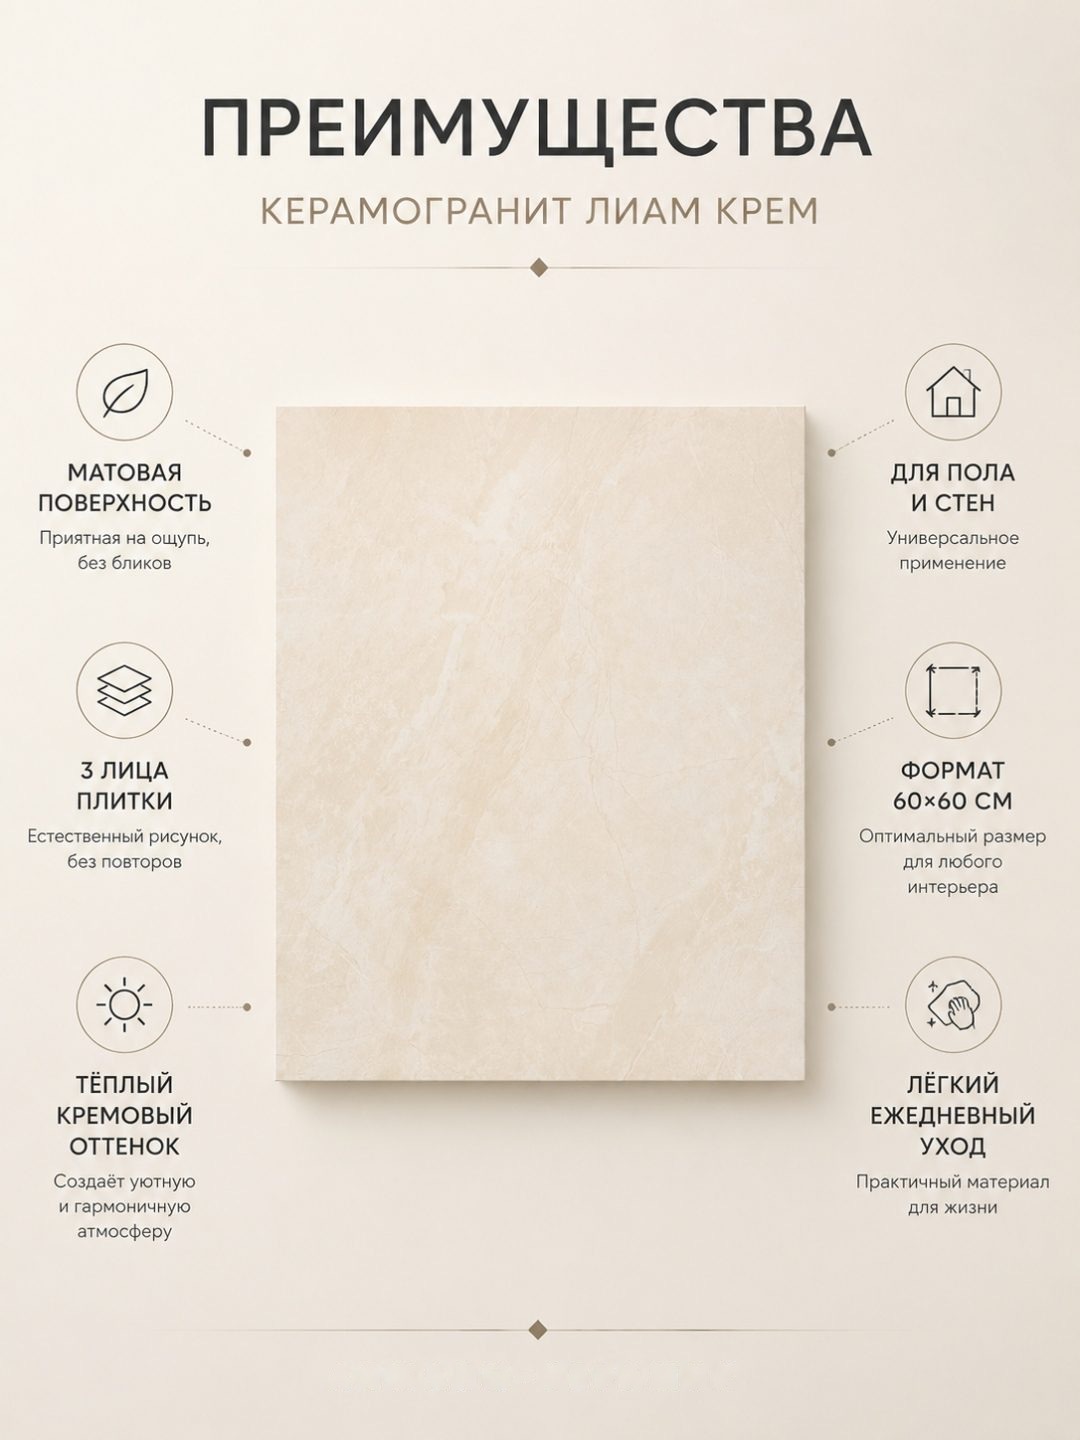 ПРЕИМУЩЕСТВА
КЕРАМОГРАНИТ ЛИАМ КРЕМ
МАТОВАЯ
ПОВЕРХНОСТЬ
Приятная на ощупь,
без бликов
3 ЛИЦА
ПЛИТКИ
Естественный рисунок,
без повторов
ТЁПЛЫЙ
КРЕМОВЫЙ
ОТТЕНОК
Создаёт уютную
и гармоничную
атмосферу
ДЛЯ ПОЛА
И СТЕН
Универсальное
применение
ФОРМАТ
60×60 СМ
Оптимальный размер
для любого
интерьера
ЛЁГКИЙ
ЕЖЕДНЕВНЫЙ
УХОД
Практичный материал
для жизни